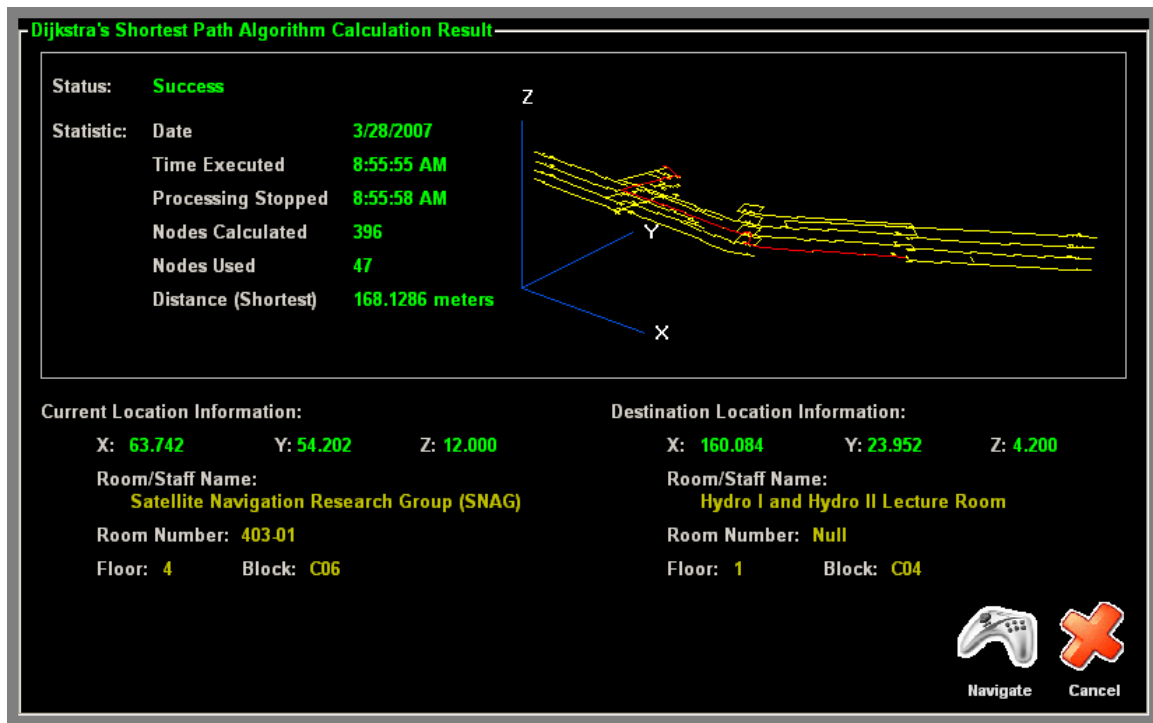 Dijkstra's Shortest Path Algorithm Calculation Result
Status: Success
Statistic: Date 3/28/2007
Time Executed 8:55:55 AM
Processing Stopped 8:55:58 AM
Nodes Calculated 396
Nodes Used 47
Distance (Shortest) 168.1286 meters
Z
Y
X
Current Location Information:
X: 63.742 Y: 54.202 Z: 12.000
Room/Staff Name:
Satellite Navigation Research Group (SNAG)
Room Number: 403-01
Floor: 4 Block: C06
Destination Location Information:
X: 160.084 Y: 23.952 Z: 4.200
Room/Staff Name:
Hydro I and Hydro II Lecture Room
Room Number: Null
Floor: 1 Block: C04
Navigate Cancel